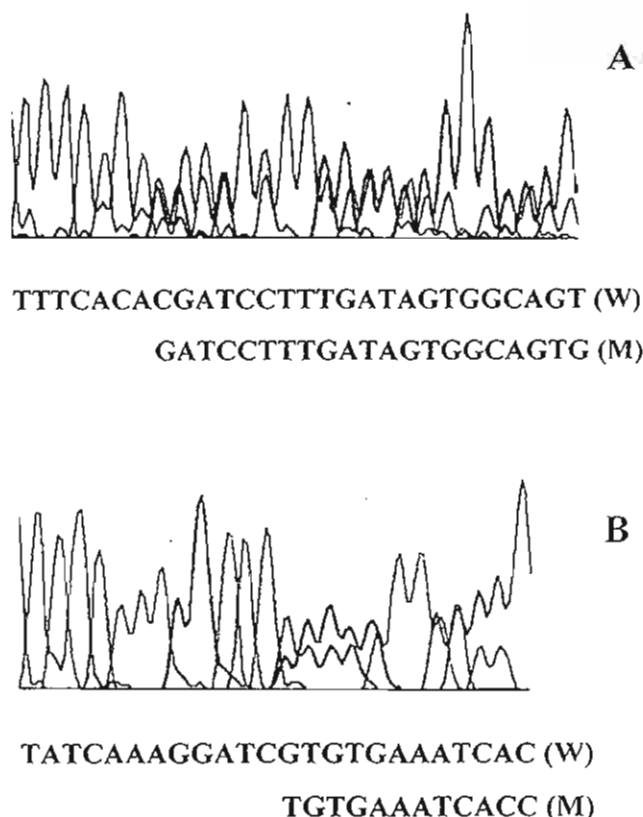 A
TTTCACACGATCCTTTGATAGTGGCAGT (W)
GATCCTTTGATAGTGGCAGTG (M)
B
TATCAAAGGATCGTGTGAAATCAC (W)
TGTGAAATCACC (M)